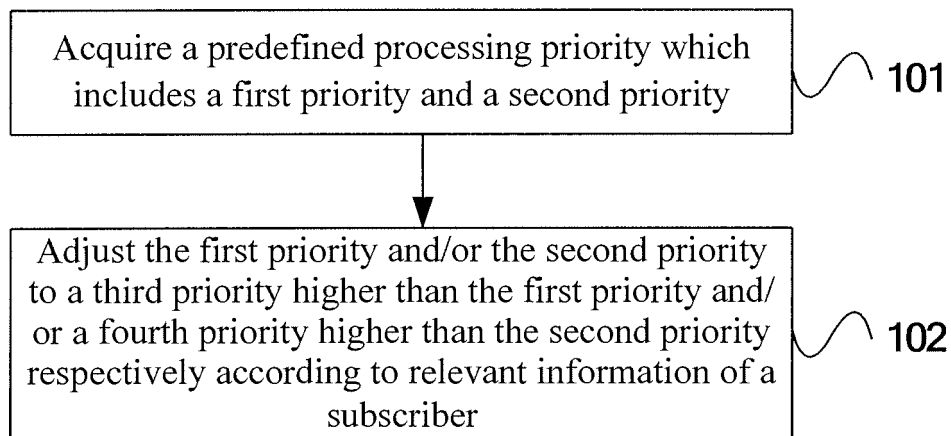 Acquire a predefined processing priority which
includes a first priority and a second priority
101
Adjust the first priority and/or the second priority
to a third priority higher than the first priority and/
or a fourth priority higher than the second priority
respectively according to relevant information of a
subscriber
102